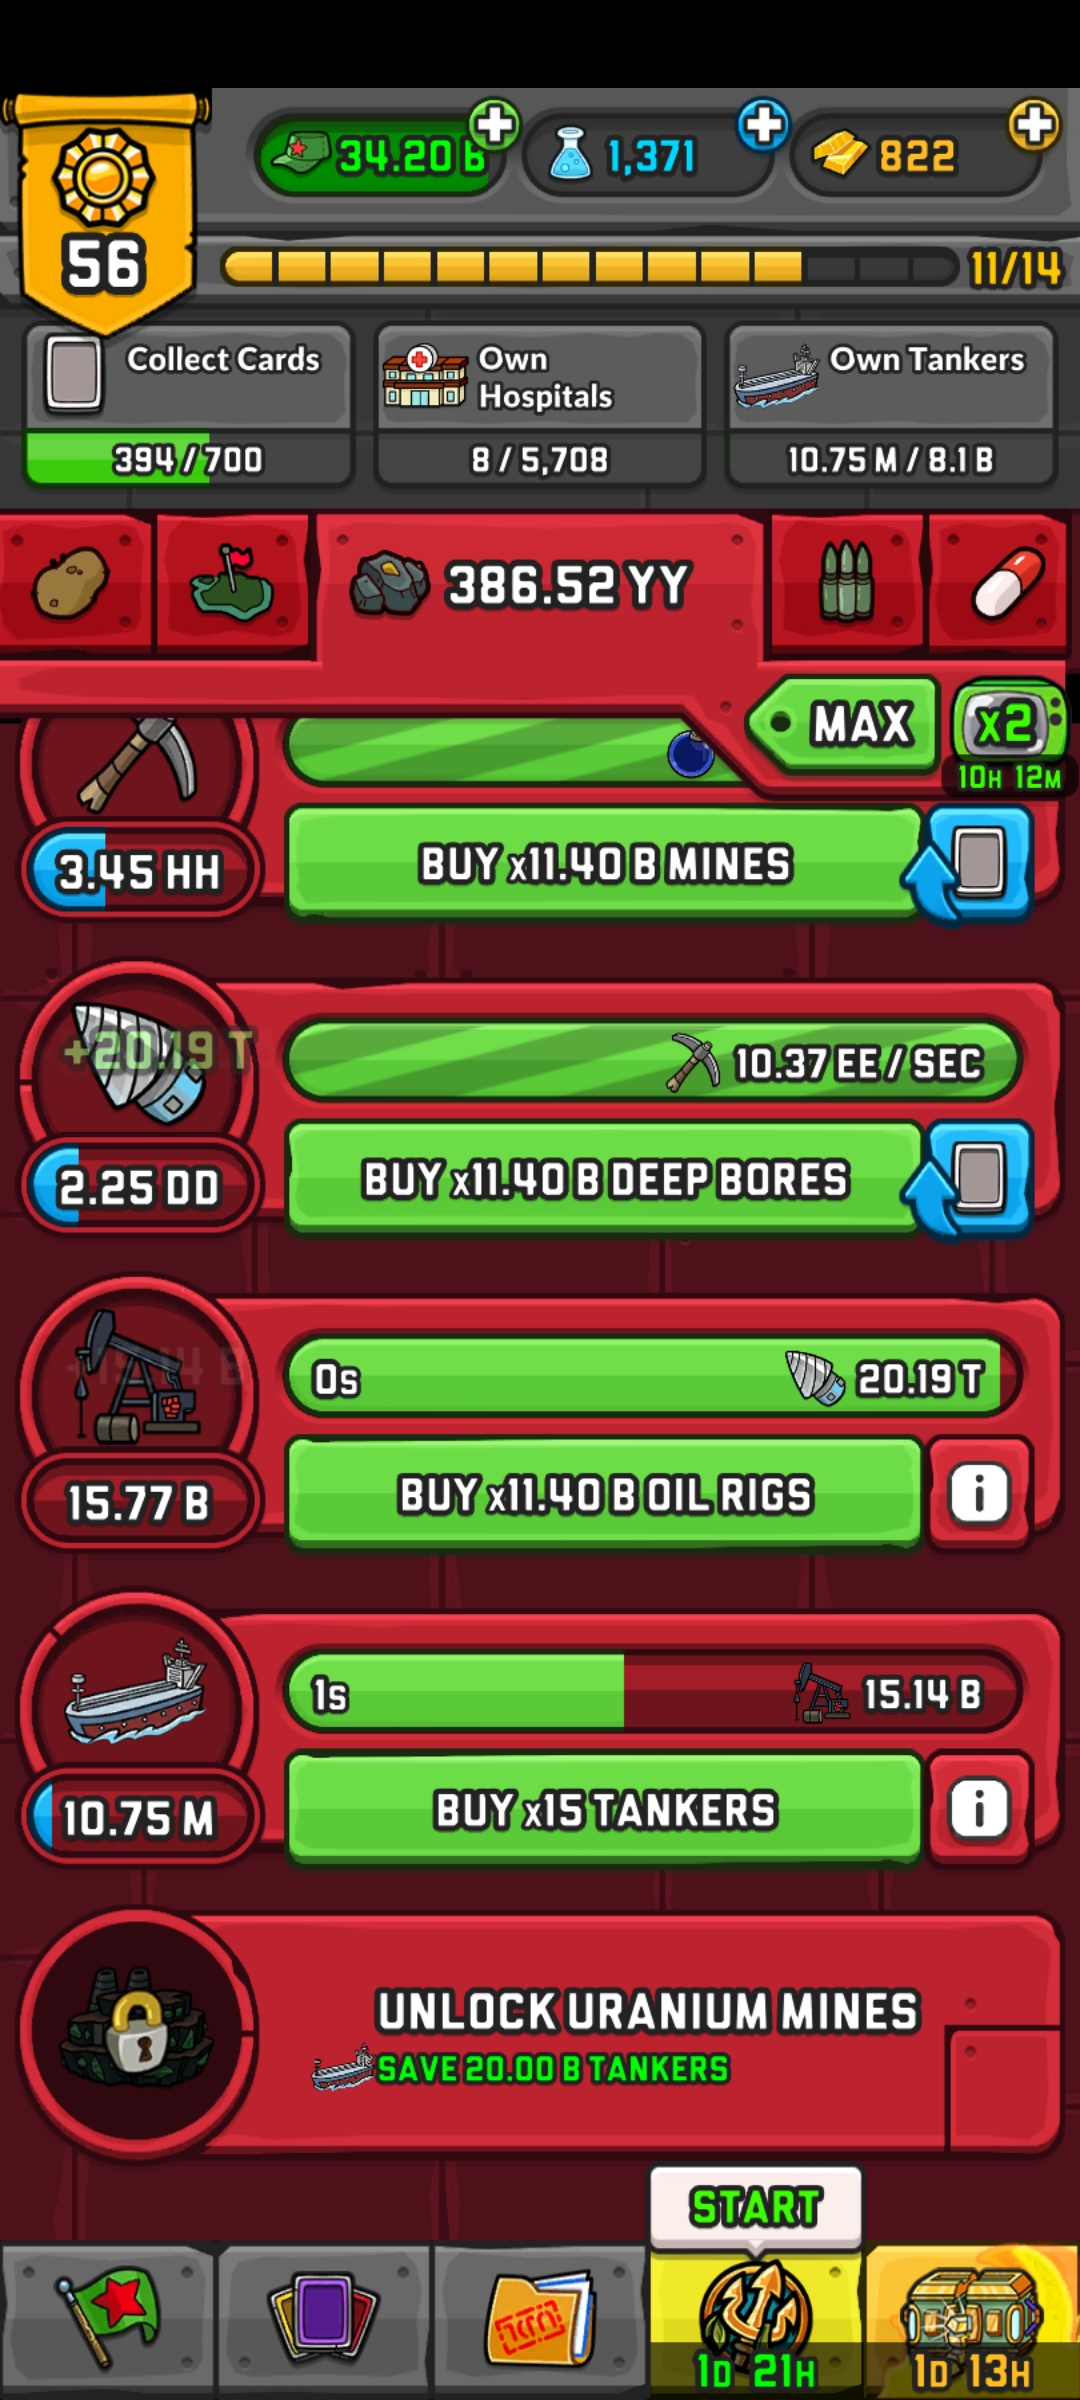 34.20 B
1,371
822
56
11/14
Collect Cards
394 / 700
Own
Hospitals
8 / 5,708
Own Tankers
10.75 M / 8.1 B
386.52 YY
MAX
x2
10H 12M
3.45 HH
BUY x11.40 B MINES
+20.19 T
10.37 EE / SEC
2.25 DD
BUY x11.40 B DEEP BORES
+15.14 B
0s
20.19 T
15.77 B
BUY x11.40 B OIL RIGS
i
1s
15.14 B
10.75 M
BUY x15 TANKERS
i
UNLOCK URANIUM MINES
SAVE 20.00 B TANKERS
START
1D 21H
1D 13H